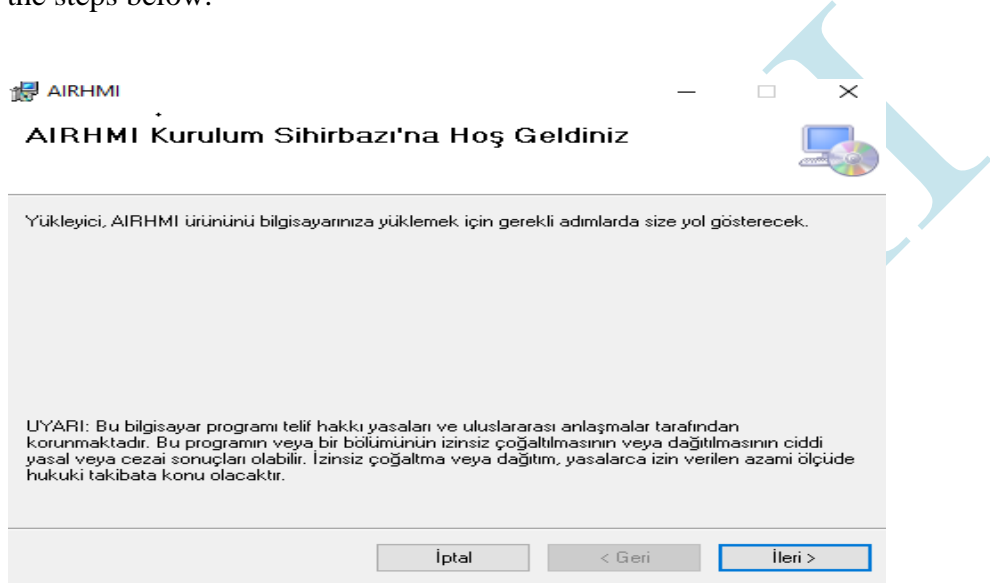 the steps below.
AIRHMI
AIRHMI Kurulum Sihirbazı'na Hoş Geldiniz
Yükleyici, AIRHMI ürününü bilgisayarınıza yüklemek için gerekli adımlarda size yol gösterecek.
UYARI: Bu bilgisayar programı telif hakkı yasaları ve uluslararası anlaşmalar tarafından
korunmaktadır. Bu programın veya bir bölümünün izinsiz çoğaltılmasının veya dağıtılmasının ciddi
yasal veya cezai sonuçları olabilir. İzinsiz çoğaltma veya dağıtım, yasalarca izin verilen azami ölçüde
hukuki takibata konu olacaktır.
İptal < Geri İleri >